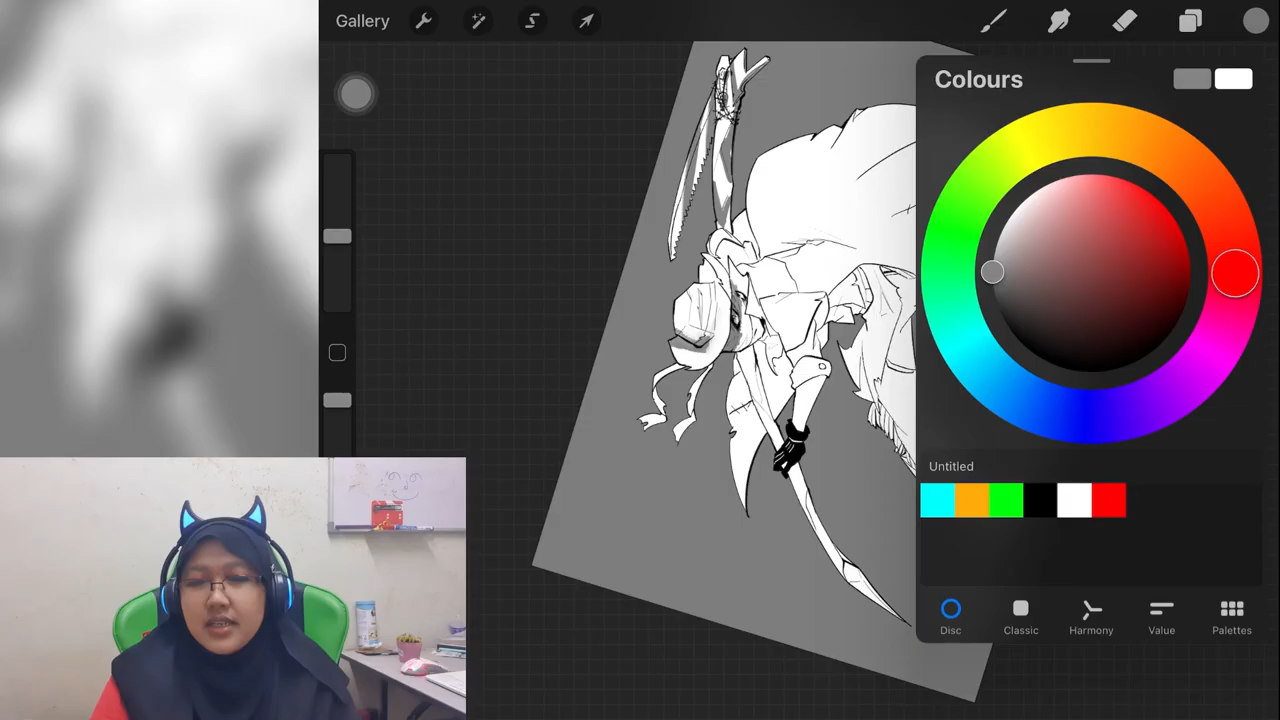 Gallery
Colours
Untitled
Disc
Classic
Harmony
Value
Palettes